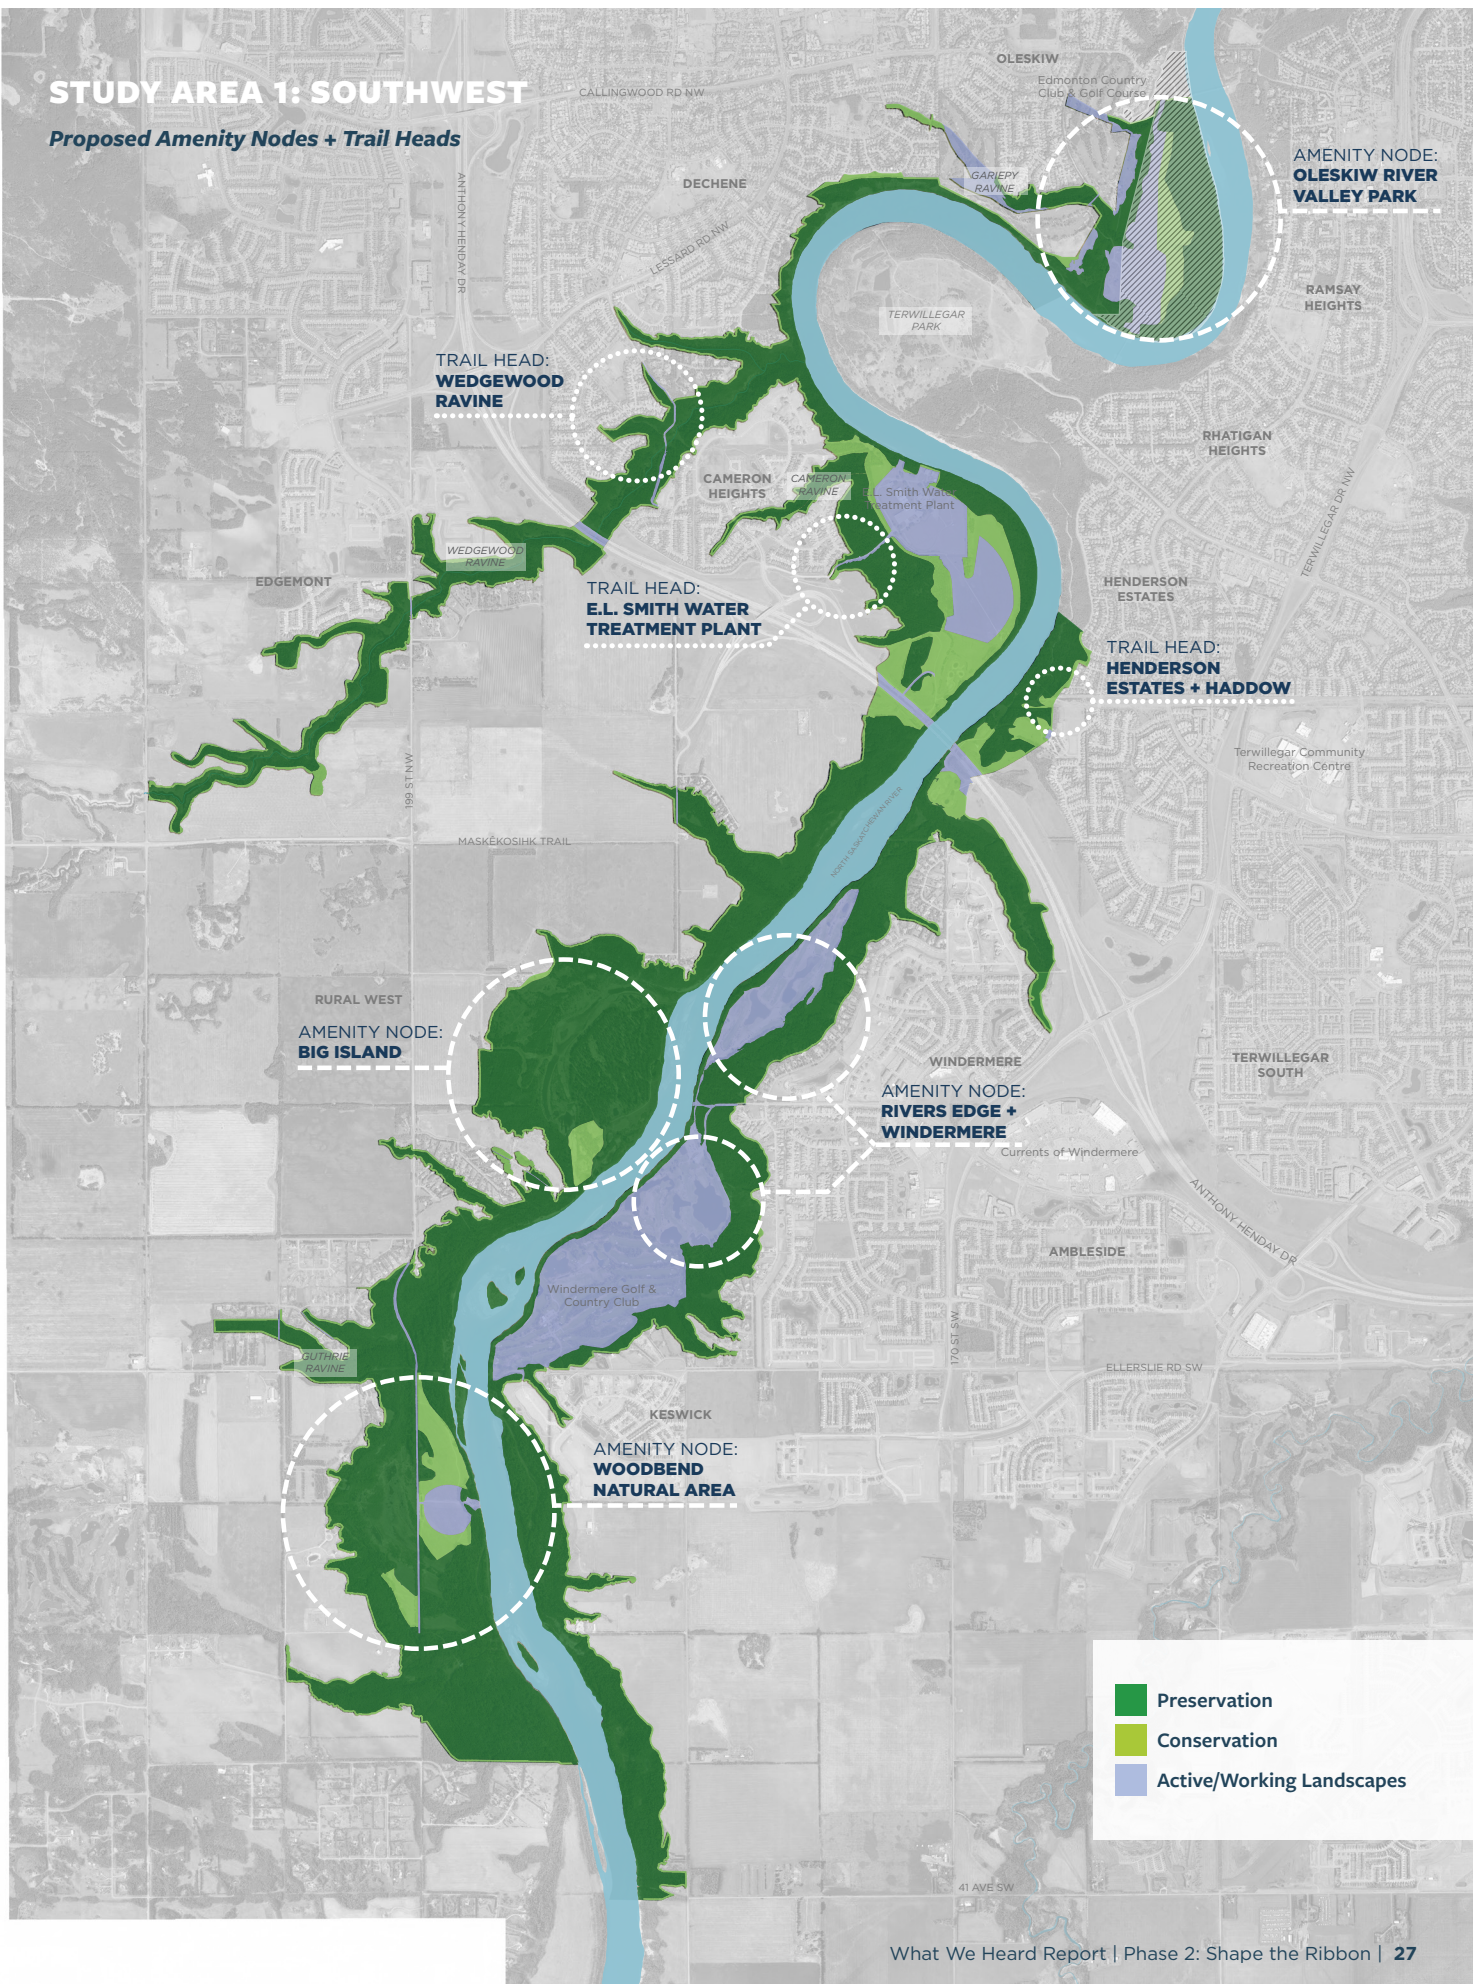 STUDY AREA 1: SOUTHWEST
Proposed Amenity Nodes + Trail Heads
OLESKIW
Edmonton Country
Club & Golf Course
CALLINGWOOD RD NW
AMENITY NODE:
OLESKIW RIVER
VALLEY PARK
DECHENE
GARIEPY
RAVINE
ANTHONY HENDAY DR
LESSARD RD NW
RAMSAY
HEIGHTS
TERWILLEGAR
PARK
TRAIL HEAD:
WEDGEWOOD
RAVINE
RHATIGAN
HEIGHTS
CAMERON
HEIGHTS
CAMERON
RAVINE
E.L. Smith Water
Treatment Plant
TERWILLEGAR DR NW
WEDGEWOOD
RAVINE
EDGEMONT
TRAIL HEAD:
E.L. SMITH WATER
TREATMENT PLANT
HENDERSON
ESTATES
TRAIL HEAD:
HENDERSON
ESTATES + HADDOW
Terwillegar Community
Recreation Centre
199 ST NW
NORTH SASKATCHEWAN RIVER
MASKÊKOSIHK TRAIL
RURAL WEST
AMENITY NODE:
BIG ISLAND
WINDERMERE
TERWILLEGAR
SOUTH
AMENITY NODE:
RIVERS EDGE +
WINDERMERE
Currents of Windermere
ANTHONY HENDAY DR
AMBLESIDE
Windermere Golf &
Country Club
170 ST SW
GUTHRIE
RAVINE
ELLERSLIE RD SW
KESWICK
AMENITY NODE:
WOODBEND
NATURAL AREA
Preservation
Conservation
Active/Working Landscapes
41 AVE SW
What We Heard Report | Phase 2: Shape the Ribbon | 27